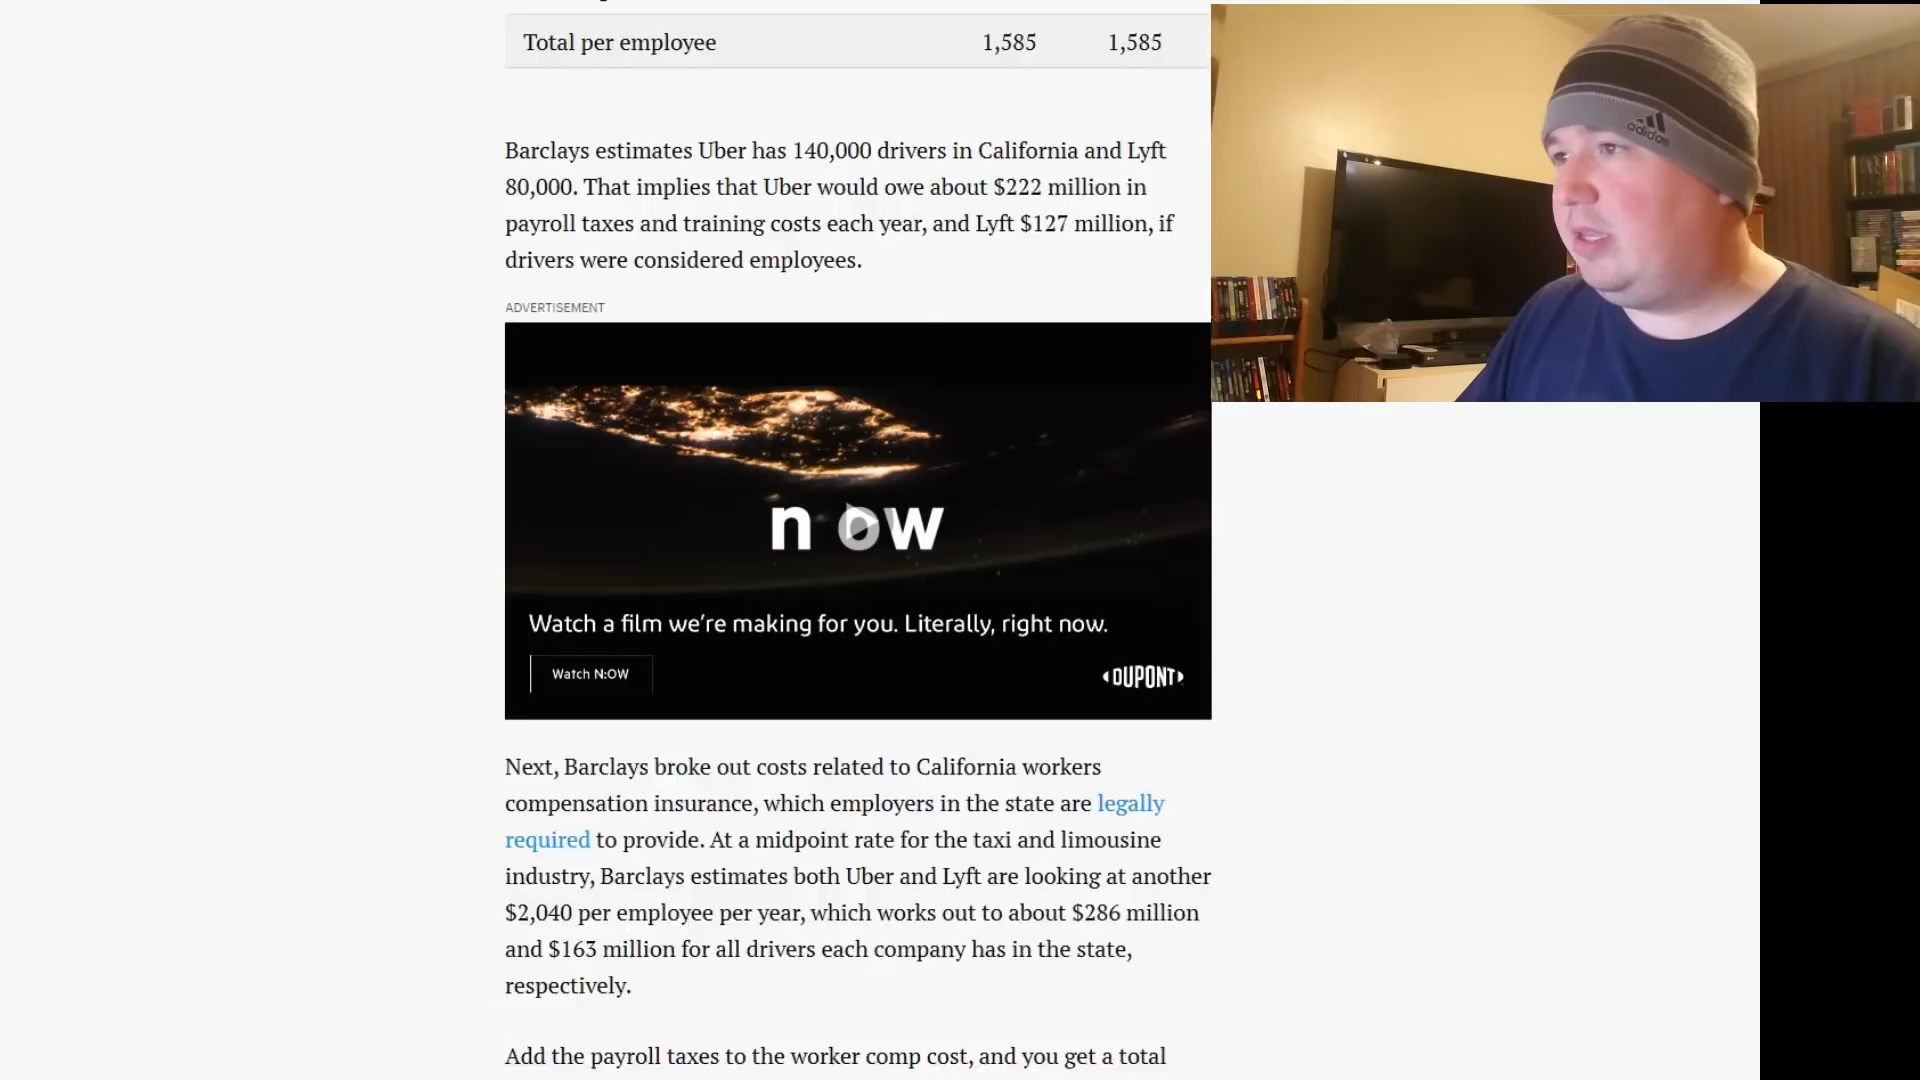 Total per employee 1,585 1,585
Barclays estimates Uber has 140,000 drivers in California and Lyft
80,000. That implies that Uber would owe about $222 million in
payroll taxes and training costs each year, and Lyft $127 million, if
drivers were considered employees.
ADVERTISEMENT
now
Watch a film we're making for you. Literally, right now.
Watch N:OW
DUPONT
Next, Barclays broke out costs related to California workers
compensation insurance, which employers in the state are legally
required to provide. At a midpoint rate for the taxi and limousine
industry, Barclays estimates both Uber and Lyft are looking at another
$2,040 per employee per year, which works out to about $286 million
and $163 million for all drivers each company has in the state,
respectively.
Add the payroll taxes to the worker comp cost, and you get a total
adidas